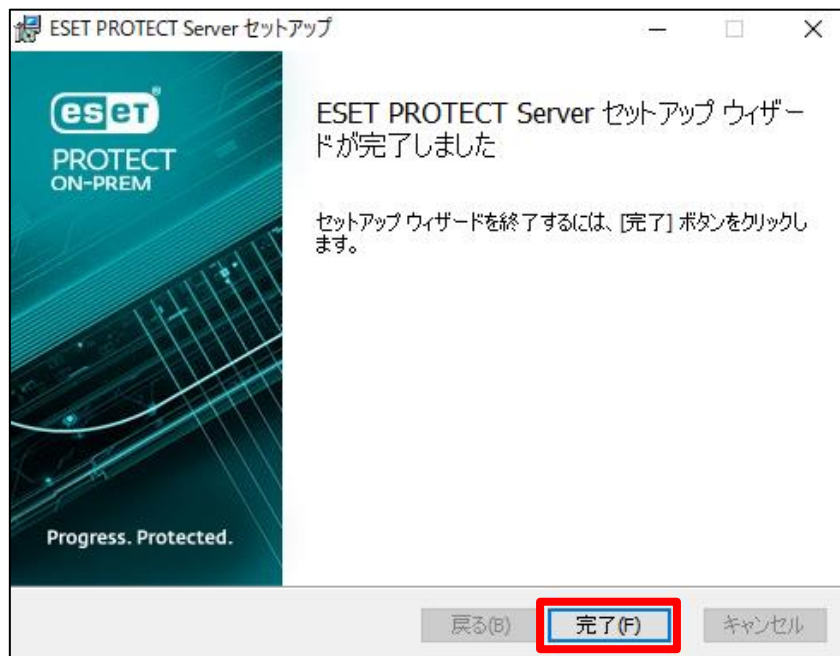 ESET PROTECT Server セットアップ
eseT®
PROTECT
ON-PREM
ESET PROTECT Server セットアップ ウィザー
ドが完了しました
セットアップ ウィザードを終了するには、[完了] ボタンをクリックし
ます。
Progress. Protected.
戻る(B)
完了(F)
キャンセル